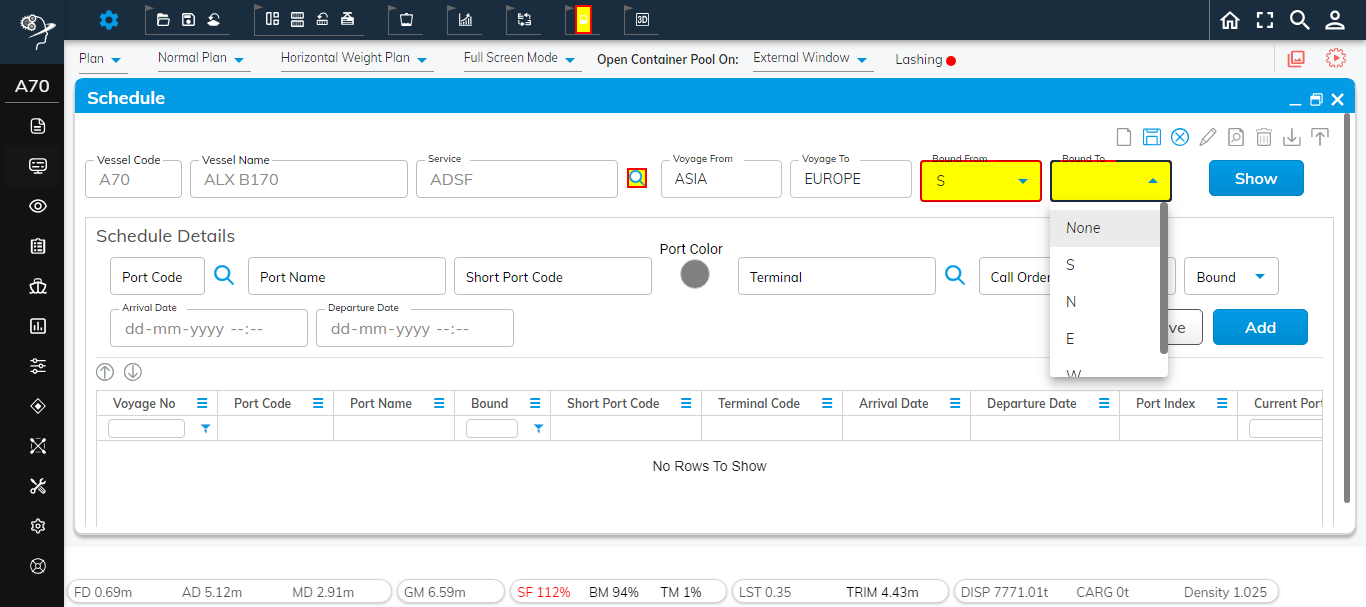 3D
Plan
Normal Plan
Horizontal Weight Plan
Full Screen Mode
Open Container Pool On:
External Window
Lashing
A70
Schedule
Vessel Code
A70
Vessel Name
ALX B170
Service
ADSF
Voyage From
ASIA
Voyage To
EUROPE
Bound From
S
Bound To
Show
None
S
N
E
W
Schedule Details
Port Code
Port Name
Short Port Code
Port Color
Terminal
Call Order
Bound
Arrival Date
dd-mm-yyyy --:--
Departure Date
dd-mm-yyyy --:--
ve
Add
Voyage No
Port Code
Port Name
Bound
Short Port Code
Terminal Code
Arrival Date
Departure Date
Port Index
Current Port
No Rows To Show
FD 0.69m
AD 5.12m
MD 2.91m
GM 6.59m
SF 112%
BM 94%
TM 1%
LST 0.35
TRIM 4.43m
DISP 7771.01t
CARG 0t
Density 1.025